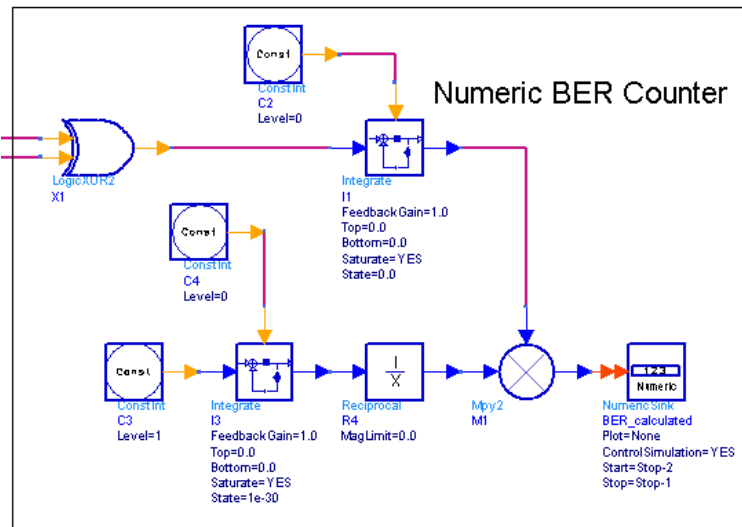 Const
ConstInt
C2
Level=0
Numeric BER Counter
LogicXOR2
X1
Integrate
I1
FeedbackGain=1.0
Top=0.0
Bottom=0.0
Saturate=YES
State=0.0
Const
ConstInt
C4
Level=0
Const
ConstInt
C3
Level=1
Integrate
I3
FeedbackGain=1.0
Top=0.0
Bottom=0.0
Saturate=YES
State=1e-30
1
X
Reciprocal
R4
MagLimit=0.0
Mpy2
M1
123
Numeric
NumericSink
BER_calculated
Plot=None
ControlSimulation=YES
Start=Stop-2
Stop=Stop-1